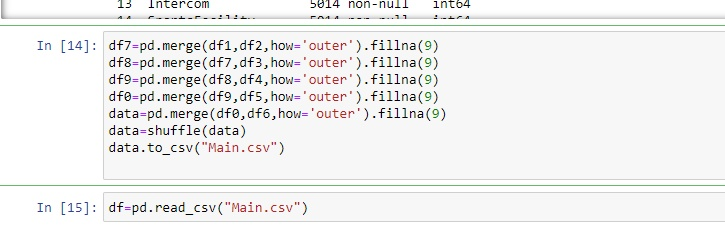 13 Intercom 5014 non-null int64
In [14]: df7=pd.merge(df1,df2,how='outer').fillna(9)
df8=pd.merge(df7,df3,how='outer').fillna(9)
df9=pd.merge(df8,df4,how='outer').fillna(9)
df0=pd.merge(df9,df5,how='outer').fillna(9)
data=pd.merge(df0,df6,how='outer').fillna(9)
data=shuffle(data)
data.to_csv("Main.csv")
In [15]: df=pd.read_csv("Main.csv")